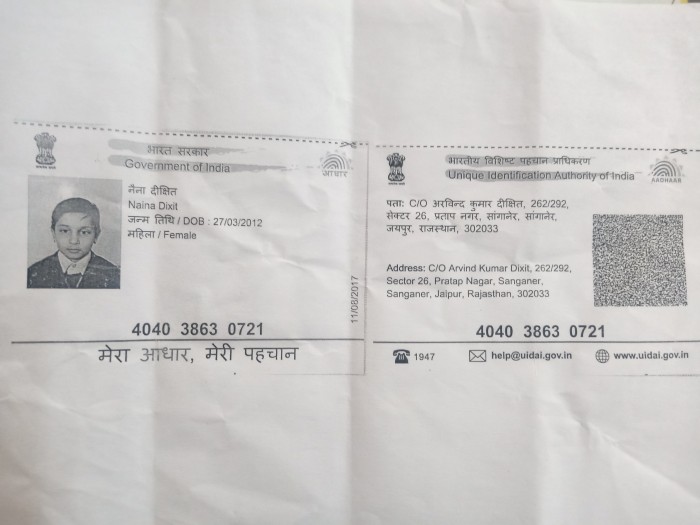 भारत सरकार
Government of India
आधार
नैना दीक्षित
Naina Dixit
जन्म तिथि / DOB : 27/03/2012
महिला / Female
11/08/2017
4040 3863 0721
मेरा आधार, मेरी पहचान
भारतीय विशिष्ट पहचान प्राधिकरण
Unique Identification Authority of India
AADHAAR
पता: C/O अरविन्द कुमार दीक्षित, 262/292,
सेक्टर 26, प्रताप नगर, सांगानेर, सांगानेर,
जयपुर, राजस्थान, 302033
Address: C/O Arvind Kumar Dixit, 262/292,
Sector 26, Pratap Nagar, Sanganer,
Sanganer, Jaipur, Rajasthan, 302033
4040 3863 0721
1947
help@uidai.gov.in
www.uidai.gov.in